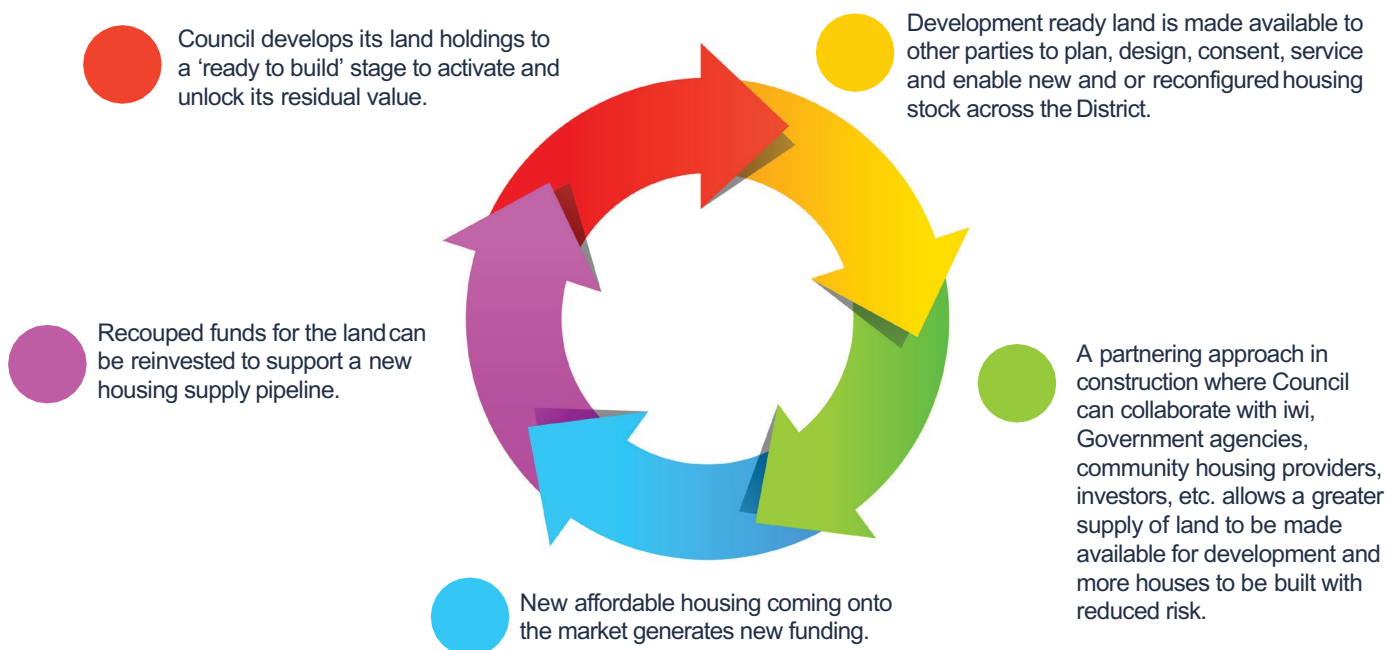 Council develops its land holdings to
a ‘ready to build’ stage to activate and
unlock its residual value.
Development ready land is made available to
other parties to plan, design, consent, service
and enable new and or reconfigured housing
stock across the District.
A partnering approach in
construction where Council
can collaborate with iwi,
Government agencies,
community housing providers,
investors, etc. allows a greater
supply of land to be made
available for development and
more houses to be built with
reduced risk.
New affordable housing coming onto
the market generates new funding.
Recouped funds for the land can
be reinvested to support a new
housing supply pipeline.